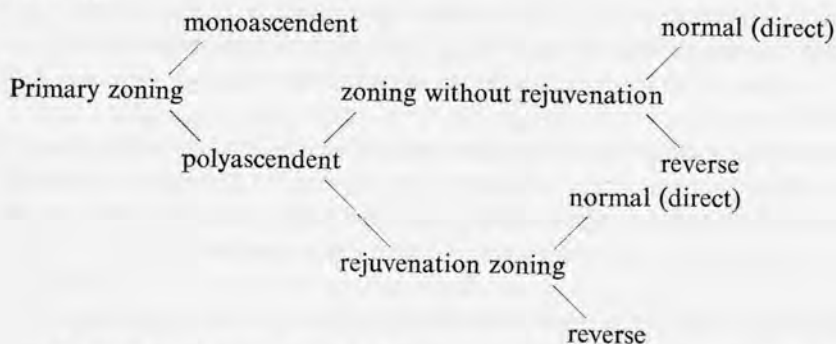 monoascendent
normal (direct)
Primary zoning
zoning without rejuvenation
polyascendent
reverse
normal (direct)
rejuvenation zoning
reverse